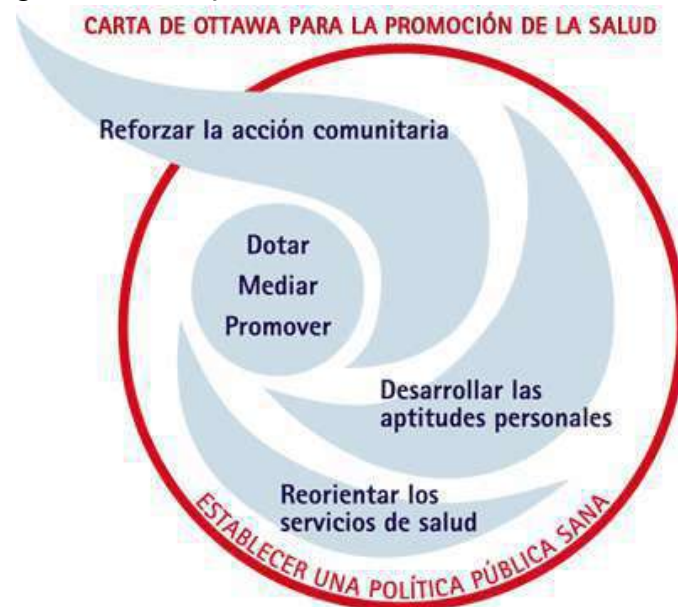 CARTA DE OTTAWA PARA LA PROMOCIÓN DE LA SALUD
Reforzar la acción comunitaria
Dotar
Mediar
Promover
Desarrollar las
aptitudes personales
Reorientar los
servicios de salud
ESTABLECER UNA POLÍTICA PÚBLICA SANA